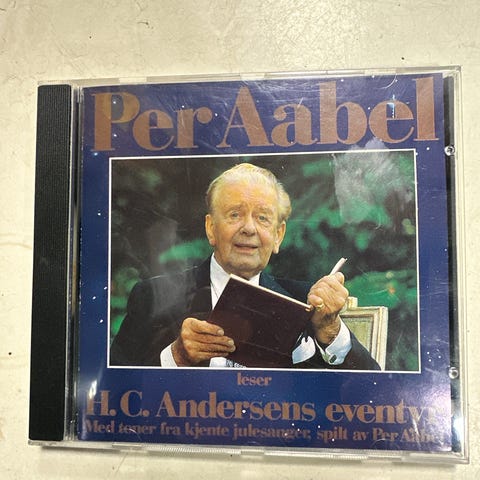 Per Aabel
leser
H. C. Andersens eventyr
Med toner fra kjente julesanger, spilt av Per Aabel